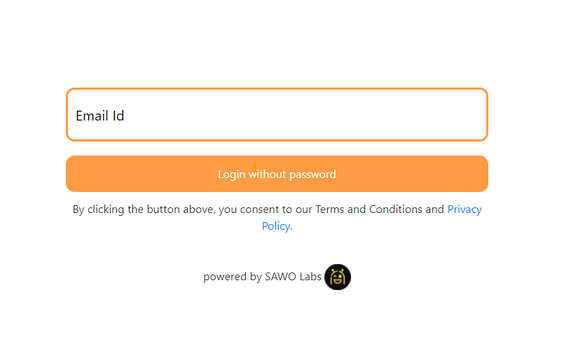 Email Id
Login without password
By clicking the button above, you consent to our Terms and Conditions and Privacy
Policy.
powered by SAWO Labs